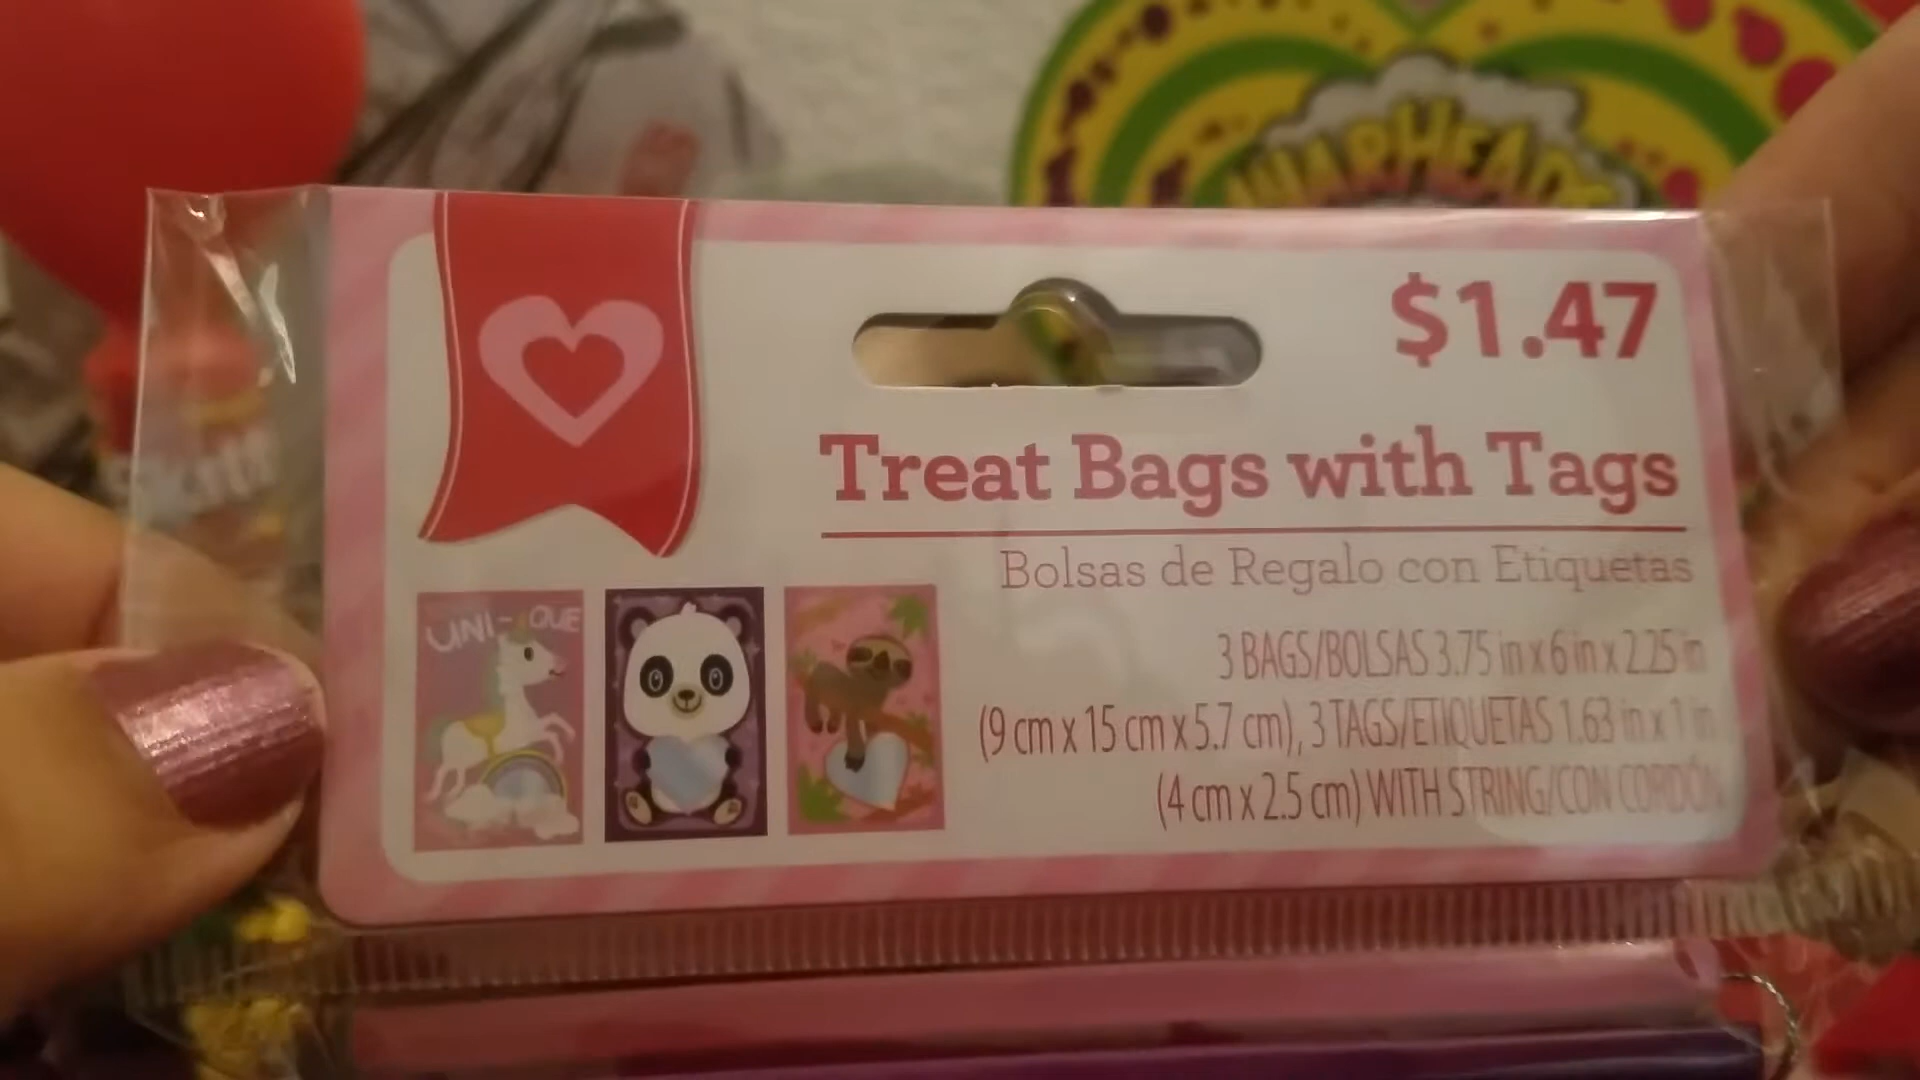 WARHEADS
$1.47
Treat Bags with Tags
Bolsas de Regalo con Etiquetas
UNI-QUE
3 BAGS/BOLSAS 3.75 in x 6 in x 2.25 in
(9 cm x 15 cm x 5.7 cm), 3 TAGS/ETIQUETAS 1.63 in x 1 in
(4 cm x 2.5 cm) WITH STRING/CON CORDÓN